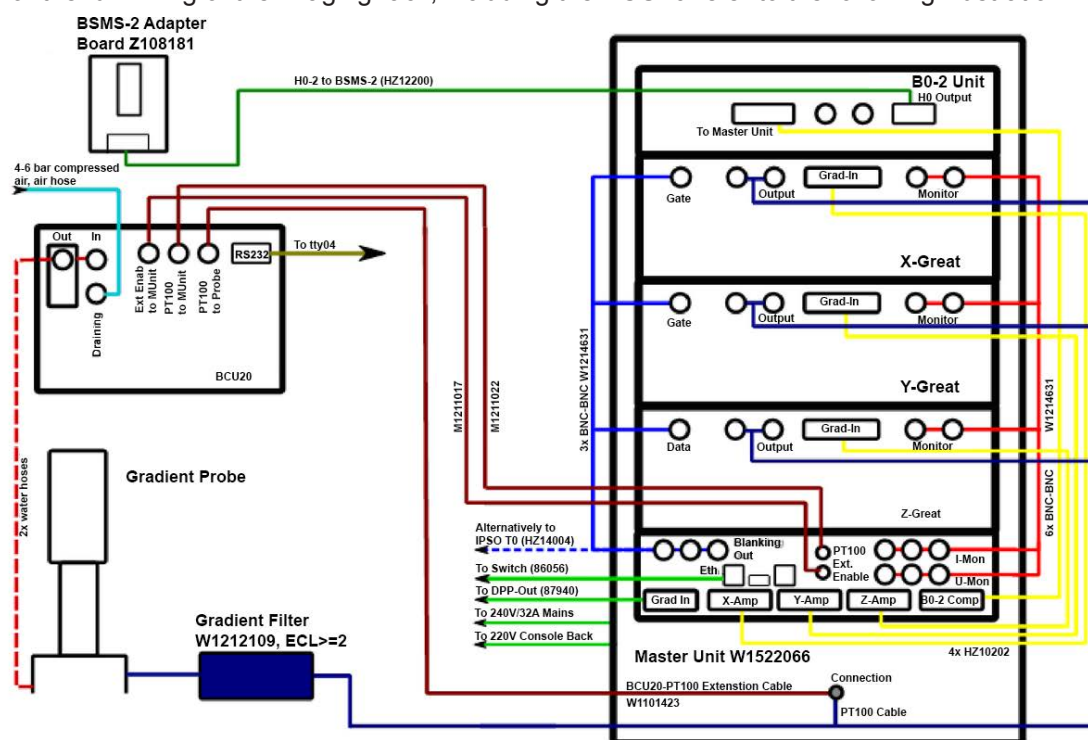 BSMS-2 Adapter
Board Z108181
H0-2 to BSMS-2 (HZ12200)
B0-2 Unit
H0 Output
To Master Unit
4-6 bar compressed
air, air hose
Out
In
Draining
Ext Enab
to MUnit
PT100
to MUnit
PT100
to Probe
RS232
To tty04
BCU20
Gate
Output
Grad-In
Monitor
X-Great
Gate
Output
Grad-In
Monitor
Y-Great
Data
Output
Grad-In
Monitor
Z-Great
3x BNC-BNC W1214631
M1211017
M1211022
W1214631
6x BNC-BNC
2x water hoses
Gradient Probe
Alternatively to
IPSO T0 (HZ14004)
Blanking
Out
PT100
Ext.
Enable
I-Mon
U-Mon
To Switch (86056)
Eth.
To DPP-Out (87940)
Grad In
X-Amp
Y-Amp
Z-Amp
B0-2 Comp
To 240V/32A Mains
To 220V Console Back
Gradient Filter
W1212109, ECL>=2
Master Unit W1522066
4x HZ10202
BCU20-PT100 Extenstion Cable
W1101423
Connection
PT100 Cable